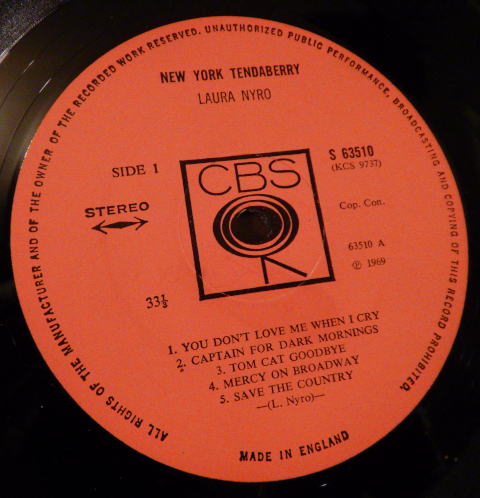 ALL RIGHTS OF THE MANUFACTURER AND OF THE OWNER OF THE RECORDED WORK RESERVED. UNAUTHORIZED PUBLIC PERFORMANCE, BROADCASTING AND COPYING OF THIS RECORD PROHIBITED.
NEW YORK TENDABERRY
LAURA NYRO
SIDE 1
CBS
S 63510
(KCS 9737)
STEREO
Cop. Con.
63510 A
℗ 1969
33⅓
1. YOU DON'T LOVE ME WHEN I CRY
2. CAPTAIN FOR DARK MORNINGS
3. TOM CAT GOODBYE
4. MERCY ON BROADWAY
5. SAVE THE COUNTRY
—(L. Nyro)—
MADE IN ENGLAND